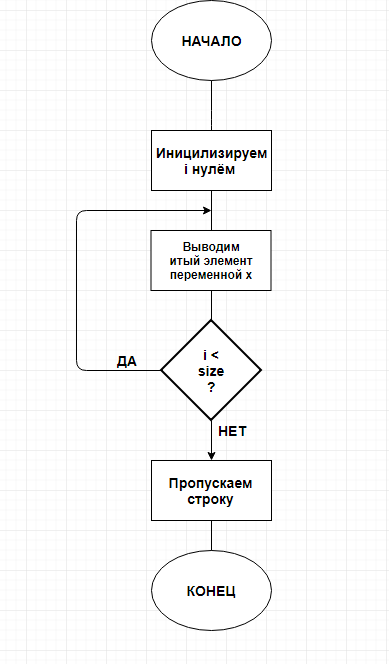 НАЧАЛО
Иницилизируем
i нулём
Выводим
итый элемент
переменной x
i <
size
?
ДА
НЕТ
Пропускаем
строку
КОНЕЦ